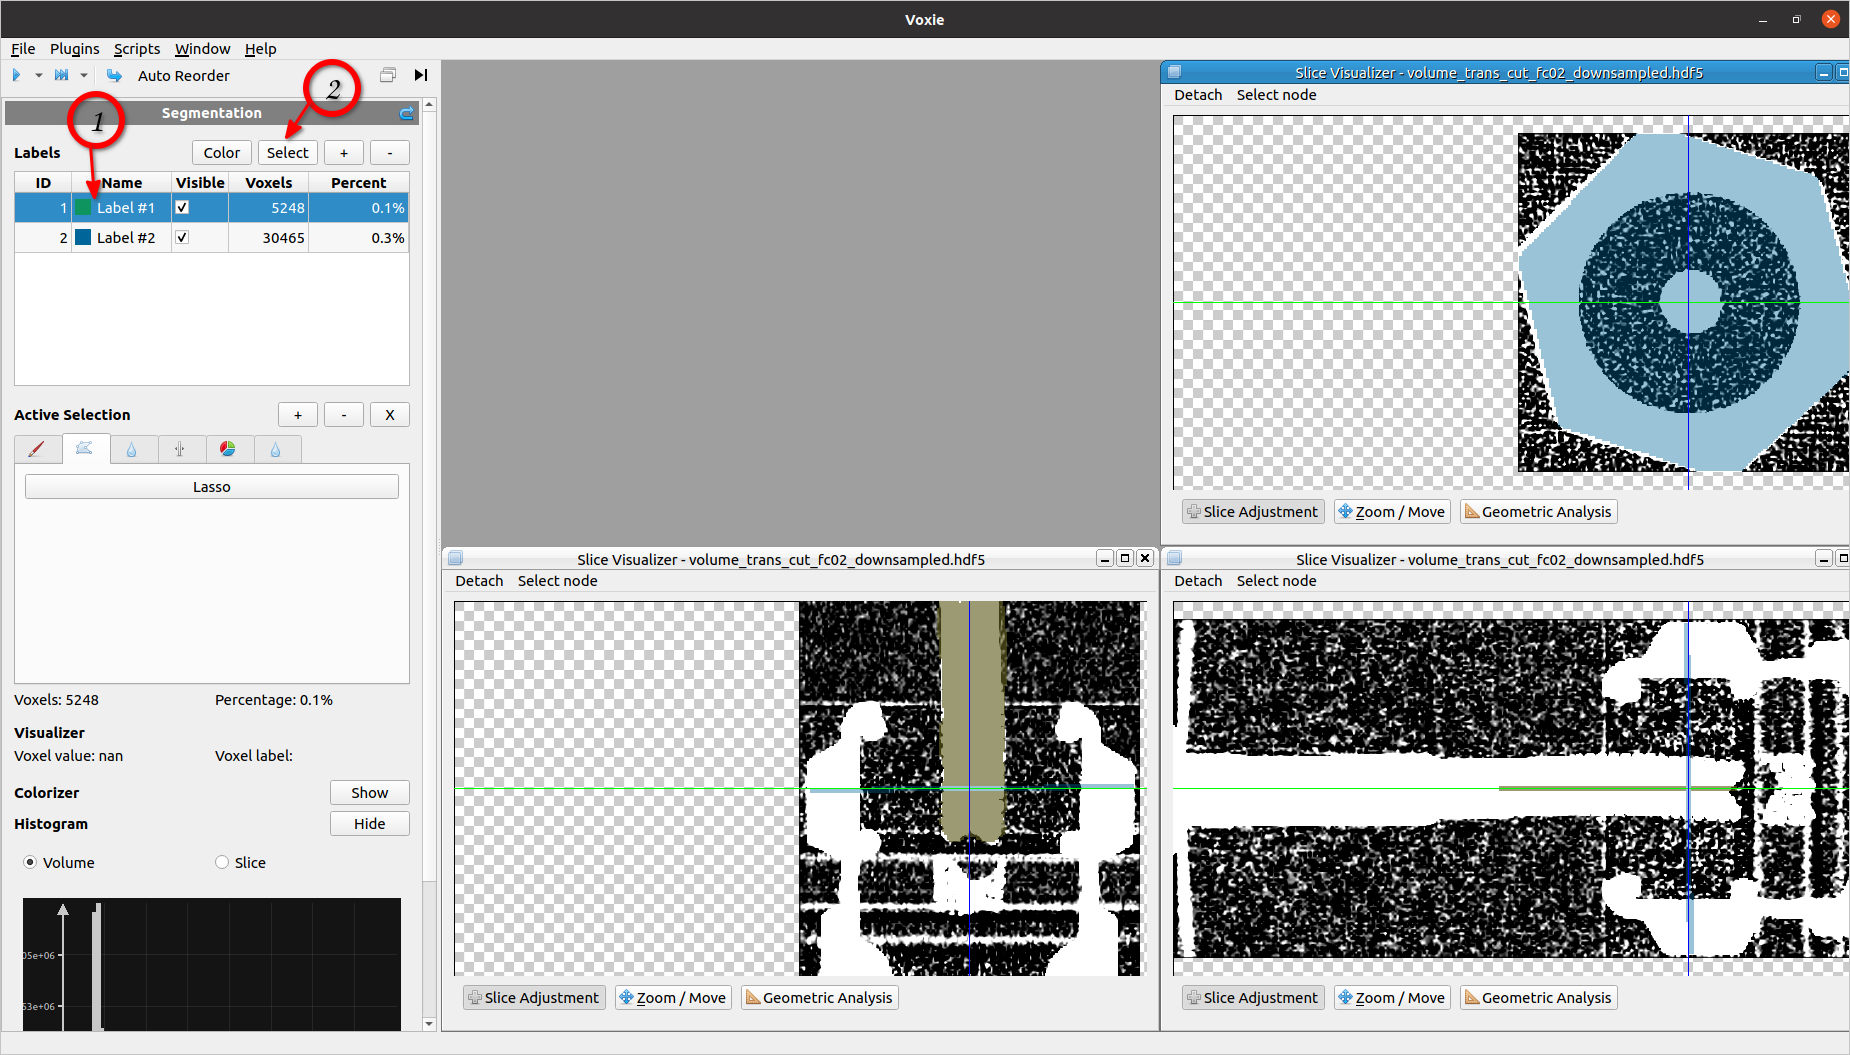 Voxie
File Plugins Scripts Window Help
Auto Reorder
1
2
Segmentation
Labels Color Select + -
ID Name Visible Voxels Percent
1 Label #1 5248 0.1%
2 Label #2 30465 0.3%
Active Selection + - X
Lasso
Voxels: 5248 Percentage: 0.1%
Visualizer
Voxel value: nan Voxel label:
Colorizer Show
Histogram Hide
Volume Slice
05e+06
53e+06
Slice Visualizer - volume_trans_cut_fc02_downsampled.hdf5
Detach Select node
Slice Adjustment Zoom / Move Geometric Analysis
Slice Visualizer - volume_trans_cut_fc02_downsampled.hdf5
Detach Select node
Slice Adjustment Zoom / Move Geometric Analysis
Slice Visualizer - volume_trans_cut_fc02_downsampled.hdf5
Detach Select node
Slice Adjustment Zoom / Move Geometric Analysis